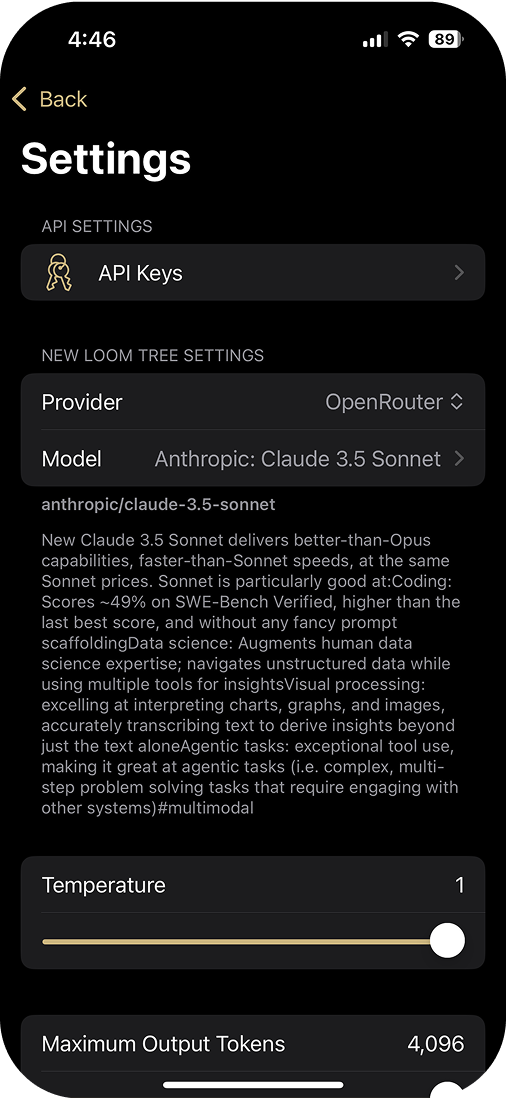 4:46
89
Back
Settings
API SETTINGS
API Keys
NEW LOOM TREE SETTINGS
Provider OpenRouter
Model Anthropic: Claude 3.5 Sonnet
anthropic/claude-3.5-sonnet
New Claude 3.5 Sonnet delivers better-than-Opus
capabilities, faster-than-Sonnet speeds, at the same
Sonnet prices. Sonnet is particularly good at:Coding:
Scores ~49% on SWE-Bench Verified, higher than the
last best score, and without any fancy prompt
scaffoldingData science: Augments human data
science expertise; navigates unstructured data while
using multiple tools for insightsVisual processing:
excelling at interpreting charts, graphs, and images,
accurately transcribing text to derive insights beyond
just the text aloneAgentic tasks: exceptional tool use,
making it great at agentic tasks (i.e. complex, multi-
step problem solving tasks that require engaging with
other systems)#multimodal
Temperature 1
Maximum Output Tokens 4,096